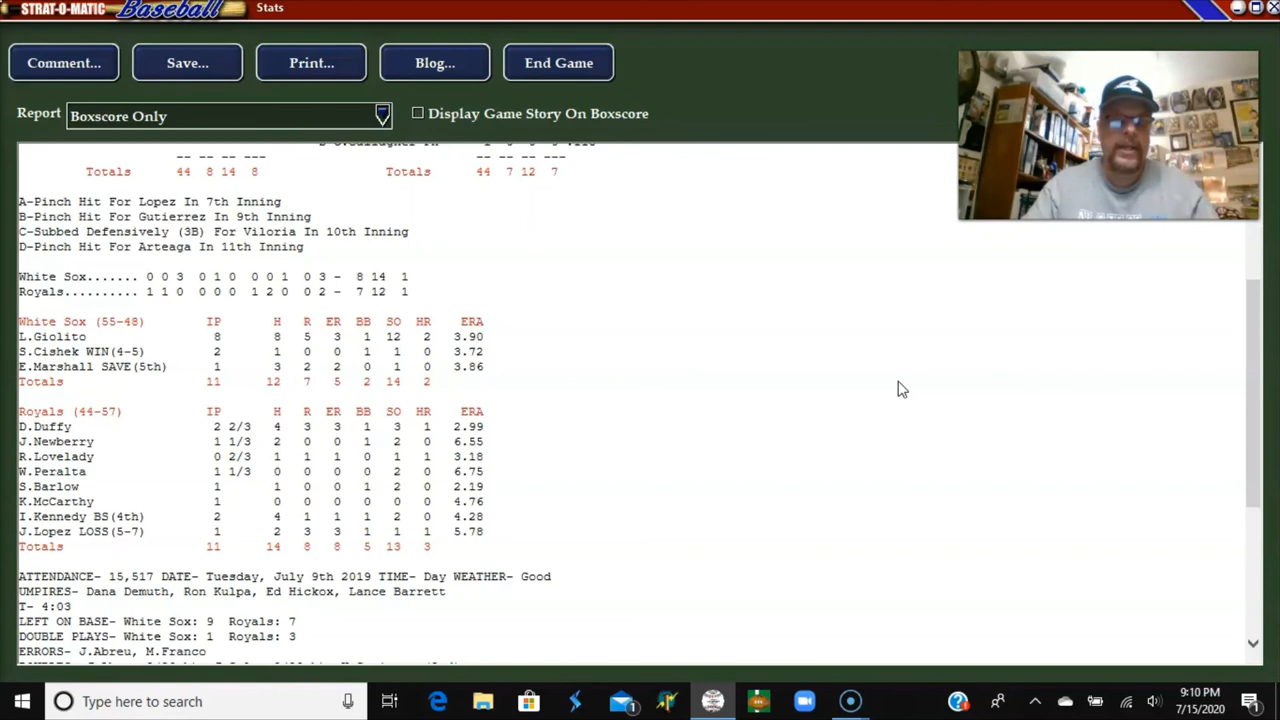 STRAT-O-MATIC Baseball Stats
Comment... Save... Print... Blog... End Game
Report Boxscore Only Display Game Story On Boxscore
-- -- -- --- -- -- -- ---
Totals 44 8 14 8 Totals 44 7 12 7
A-Pinch Hit For Lopez In 7th Inning
B-Pinch Hit For Gutierrez In 9th Inning
C-Subbed Defensively (3B) For Viloria In 10th Inning
D-Pinch Hit For Arteaga In 11th Inning
White Sox....... 0 0 3 0 1 0 0 0 1 0 3 - 8 14 1
Royals.......... 1 1 0 0 0 0 1 2 0 0 2 - 7 12 1
White Sox (55-48) IP H R ER BB SO HR ERA
L.Giolito 8 8 5 3 1 12 2 3.90
S.Cishek WIN(4-5) 2 1 0 0 1 1 0 3.72
E.Marshall SAVE(5th) 1 3 2 2 0 1 0 3.86
Totals 11 12 7 5 2 14 2
Royals (44-57) IP H R ER BB SO HR ERA
D.Duffy 2 2/3 4 3 3 1 3 1 2.99
J.Newberry 1 1/3 2 0 0 1 2 0 6.55
R.Lovelady 0 2/3 1 1 1 0 1 1 3.18
W.Peralta 1 1/3 0 0 0 0 2 0 6.75
S.Barlow 1 1 0 0 1 2 0 2.19
K.McCarthy 1 0 0 0 0 0 0 4.76
I.Kennedy BS(4th) 2 4 1 1 1 2 0 4.28
J.Lopez LOSS(5-7) 1 2 3 3 1 1 1 5.78
Totals 11 14 8 8 5 13 3
ATTENDANCE- 15,517 DATE- Tuesday, July 9th 2019 TIME- Day WEATHER- Good
UMPIRES- Dana Demuth, Ron Kulpa, Ed Hickox, Lance Barrett
T- 4:03
LEFT ON BASE- White Sox: 9 Royals: 7
DOUBLE PLAYS- White Sox: 1 Royals: 3
ERRORS- J.Abreu, M.Franco
Type here to search
9:10 PM
7/15/2020